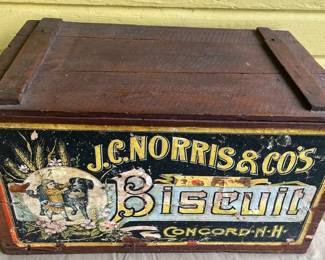 J.C. NORRIS & CO'S
Biscuit
CONCORD-N-H-